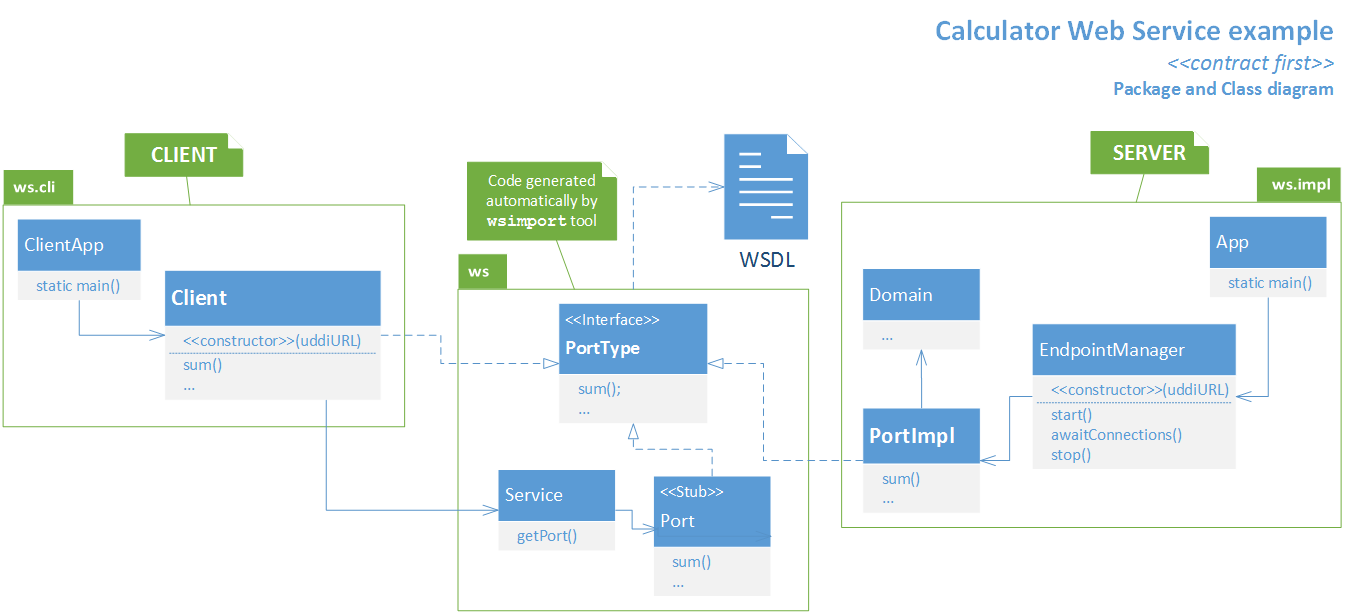 Calculator Web Service example
<<contract first>>
Package and Class diagram
CLIENT
ws.cli
ClientApp
static main()
Client
<<constructor>>(uddiURL)
sum()
...
Code generated
automatically by
wsimport tool
WSDL
ws
<<Interface>>
PortType
sum();
...
Service
getPort()
<<Stub>>
Port
sum()
...
SERVER
ws.impl
App
static main()
Domain
...
EndpointManager
<<constructor>>(uddiURL)
start()
awaitConnections()
stop()
PortImpl
sum()
...